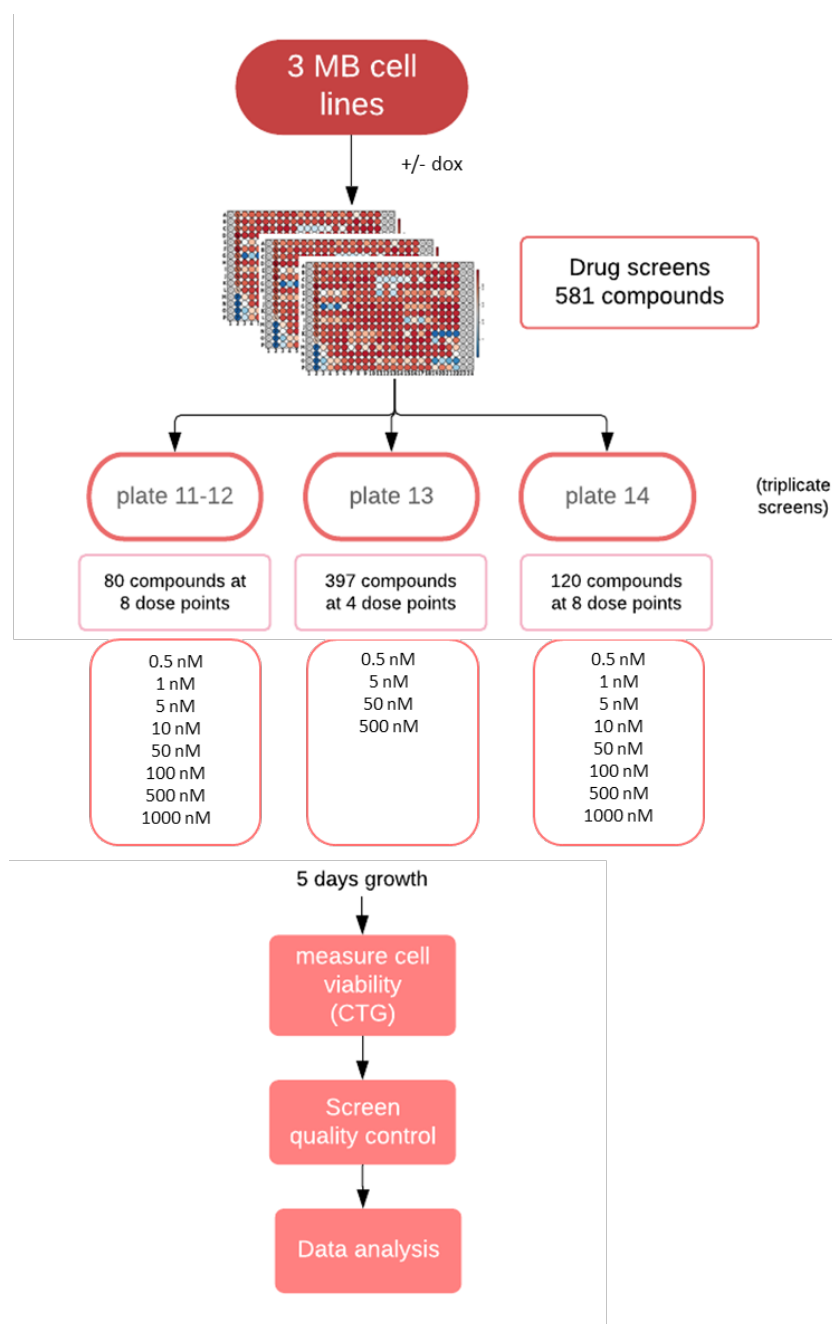 3 MB cell
lines
+/- dox
Drug screens
581 compounds
plate 11-12
plate 13
plate 14
(triplicate
screens)
80 compounds at
8 dose points
397 compounds
at 4 dose points
120 compounds
at 8 dose points
0.5 nM
1 nM
5 nM
10 nM
50 nM
100 nM
500 nM
1000 nM
0.5 nM
5 nM
50 nM
500 nM
0.5 nM
1 nM
5 nM
10 nM
50 nM
100 nM
500 nM
1000 nM
5 days growth
measure cell
viability
(CTG)
Screen
quality control
Data analysis